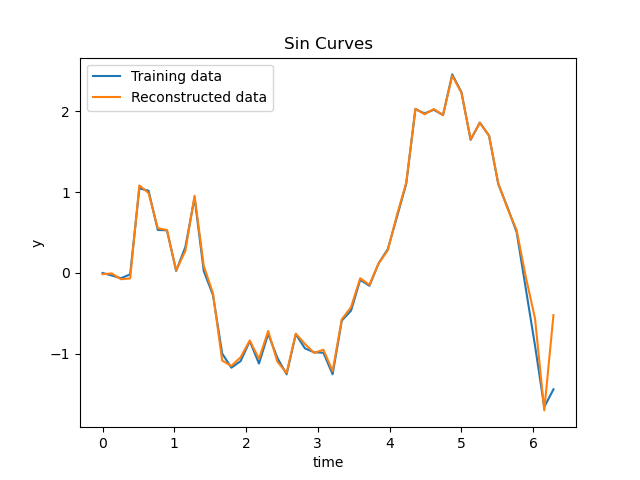 Sin Curves
Training data
Reconstructed data
2
1
0
−1
y
0 1 2 3 4 5 6
time